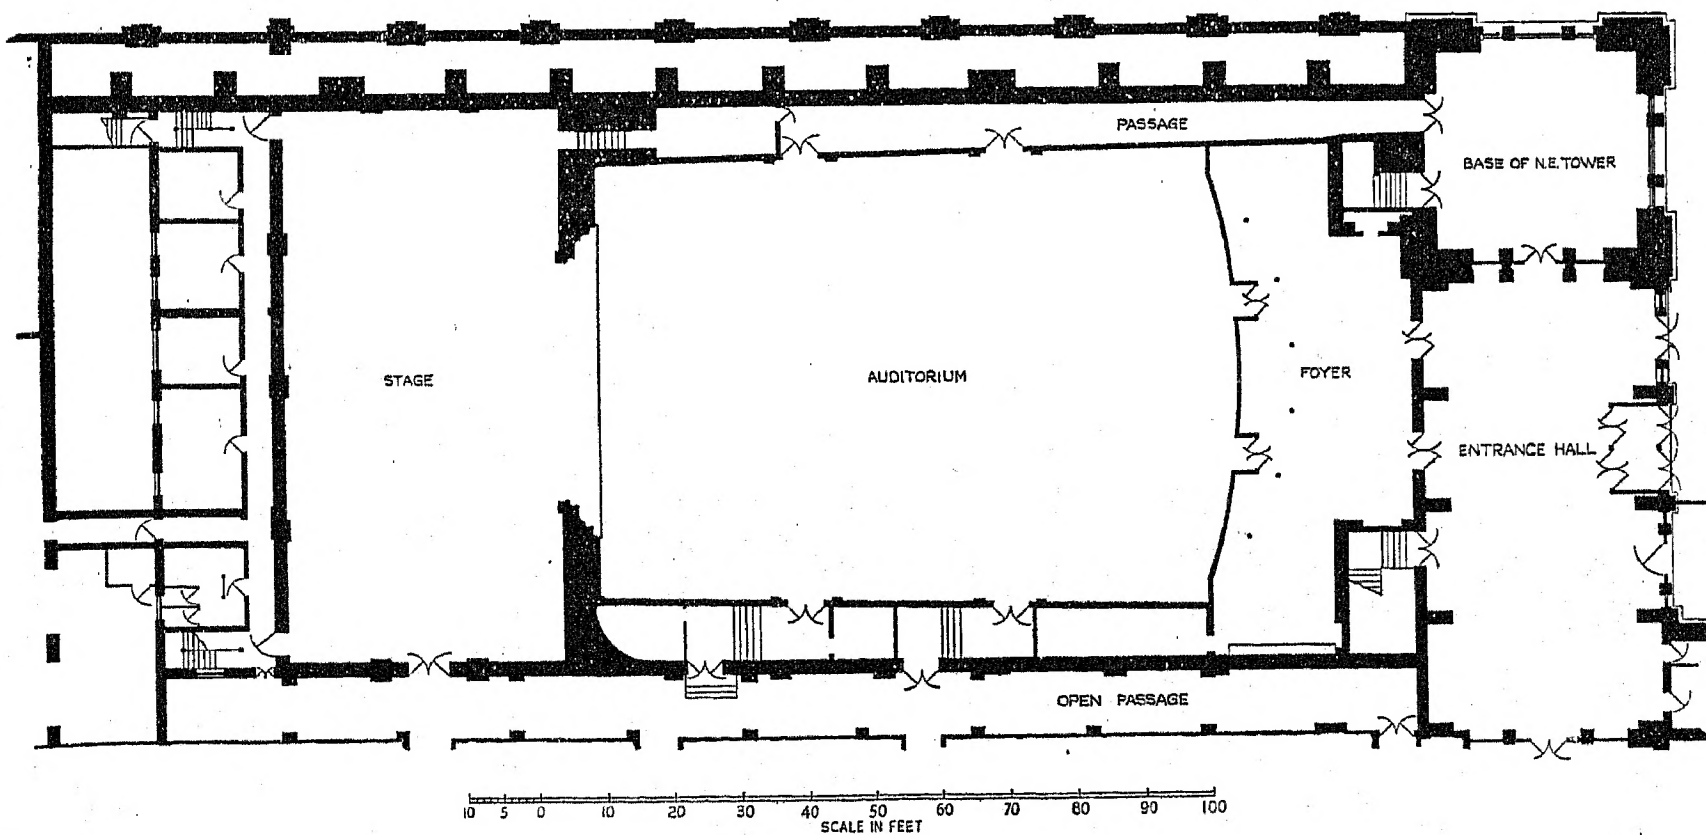 PASSAGE
BASE OF N.E. TOWER
STAGE
AUDITORIUM
FOYER
ENTRANCE HALL
OPEN PASSAGE
10 5 0 10 20 30 40 50 60 70 80 90 100
SCALE IN FEET